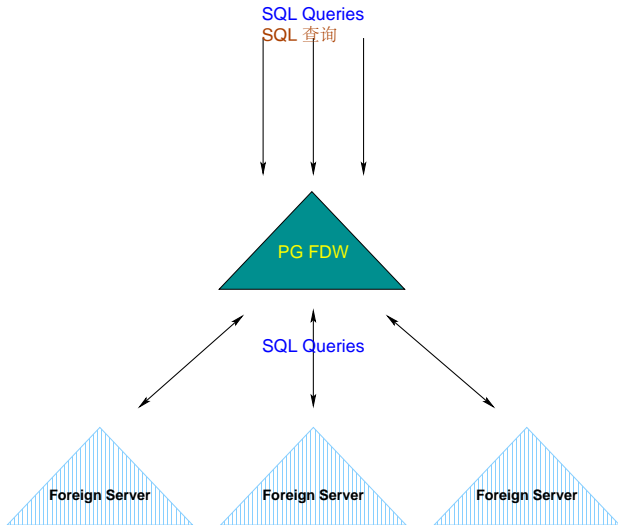 SQL Queries
SQL 查询
PG FDW
SQL Queries
Foreign Server
Foreign Server
Foreign Server